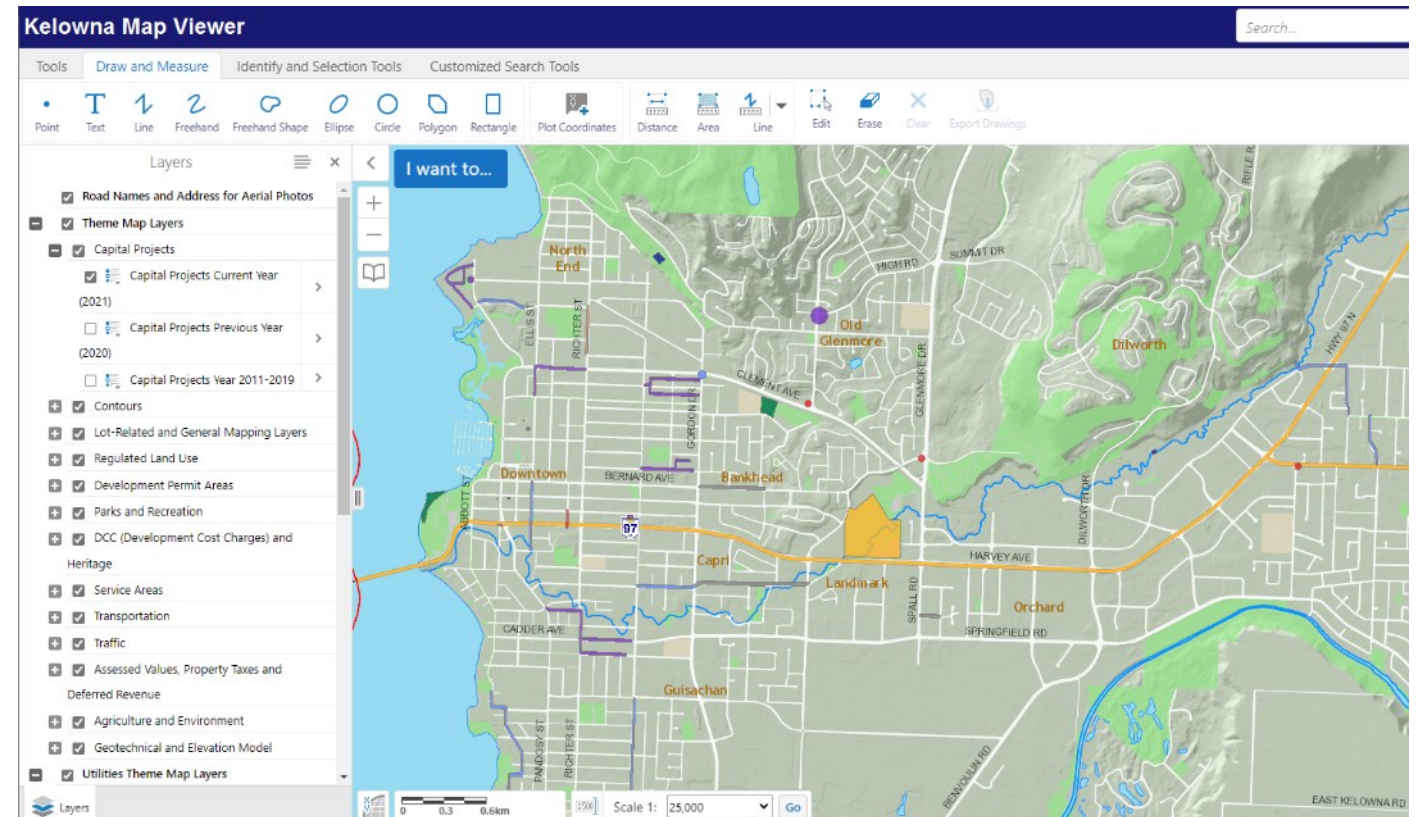 Kelowna Map Viewer
Search...
Tools Draw and Measure Identify and Selection Tools Customized Search Tools
Point Text Line Freehand Freehand Shape Ellipse Circle Polygon Rectangle Plot Coordinates Distance Area Line Edit Erase Clear Export Drawings
Layers
Road Names and Address for Aerial Photos
Theme Map Layers
Capital Projects
Capital Projects Current Year
(2021)
Capital Projects Previous Year
(2020)
Capital Projects Year 2011-2019
Contours
Lot-Related and General Mapping Layers
Regulated Land Use
Development Permit Areas
Parks and Recreation
DCC (Development Cost Charges) and
Heritage
Service Areas
Transportation
Traffic
Assessed Values, Property Taxes and
Deferred Revenue
Agriculture and Environment
Geotechnical and Elevation Model
Utilities Theme Map Layers
Layers
I want to...
RIFLE R
North
End
HIGH RD
SUMMIT DR
ELLIS ST
RICHTER ST
Old
Glenmore
Dilworth
HWY 97 N
CLEMENT AVE
GLENMORE DR
GORDON DR
Downtown
BERNARD AVE
Bankhead
ABBOTT ST
97
DILWORTH DR
HARVEY AVE
Capri
Landmark
SPALL RD
Orchard
CADDER AVE
SPRINGFIELD RD
Guisachan
PANDOSY ST
RICHTER ST
BENVOULIN RD
EAST KELOWNA RD
0 0.3 0.6km
Scale 1: 25,000 Go